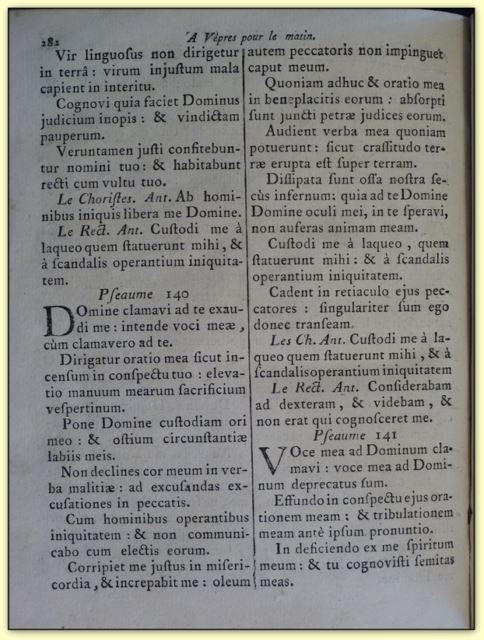 282
A Vêpres pour le matin.
Vir linguoſus non dirigetur
in terrâ : virum injuſtum mala
capient in interitu.
Cognovi quia faciet Dominus
judicium inopis : & vindictam
pauperum.
Veruntamen juſti confitebun-
tur nomini tuo : & habitabunt
recti cum vultu tuo.
Le Choriſtes. Ant. Ab homi-
nibus iniquis libera me Domine.
Le Rect. Ant. Cuſtodi me à
laqueo quem ſtatuerunt mihi, &
à ſcandalis operantium iniquita-
tem.
Pſeaume 140
DOmine clamavi ad te exau-
di me : intende voci meæ,
cùm clamavero ad te.
Dirigatur oratio mea ſicut in-
cenſum in conſpectu tuo : eleva-
tio manuum mearum ſacrificium
veſpertinum.
Pone Domine cuſtodiam ori
meo : & oſtium circunſtantiæ
labiis meis.
Non declines cor meum in ver-
ba malitiæ : ad excuſandas ex-
cuſationes in peccatis.
Cum hominibus operantibus
iniquitatem : & non communi-
cabo cum electis eorum.
Corripiet me juſtus in miſeri-
cordia, & increpabit me : oleum
autem peccatoris non impinguet
caput meum.
Quoniam adhuc & oratio mea
in beneplacitis eorum : abſorpti
ſunt juncti petræ judices eorum.
Audient verba mea quoniam
potuerunt : ſicut craſſitudo ter-
ræ erupta eſt ſuper terram.
Diſſipata ſunt oſſa noſtra ſe-
cùs infernum: quia ad te Domine
Domine oculi mei, in te ſperavi,
non auferas animam meam.
Cuſtodi me à laqueo, quem
ſtatuerunt mihi : & à ſcandalis
operantium iniquitatem.
Cadent in retiaculo ejus pec-
catores : ſingulariter ſum ego
donec tranſeam.
Les Ch. Ant. Cuſtodi me à la-
queo quem ſtatuerunt mihi, & à
ſcandalis operantium iniquitatem
Le Rect. Ant. Conſiderabam
ad dexteram, & videbam, &
non erat qui cognoſceret me.
Pſeaume 141
VOce mea ad Dominum cla-
mavi : voce mea ad Domi-
num deprecatus ſum.
Effundo in conſpectu ejus ora-
tionem meam : & tribulationem
meam antè ipſum pronuntio.
In deficiendo ex me ſpiritum
meum : & tu cognoviſti ſemitas
meas.